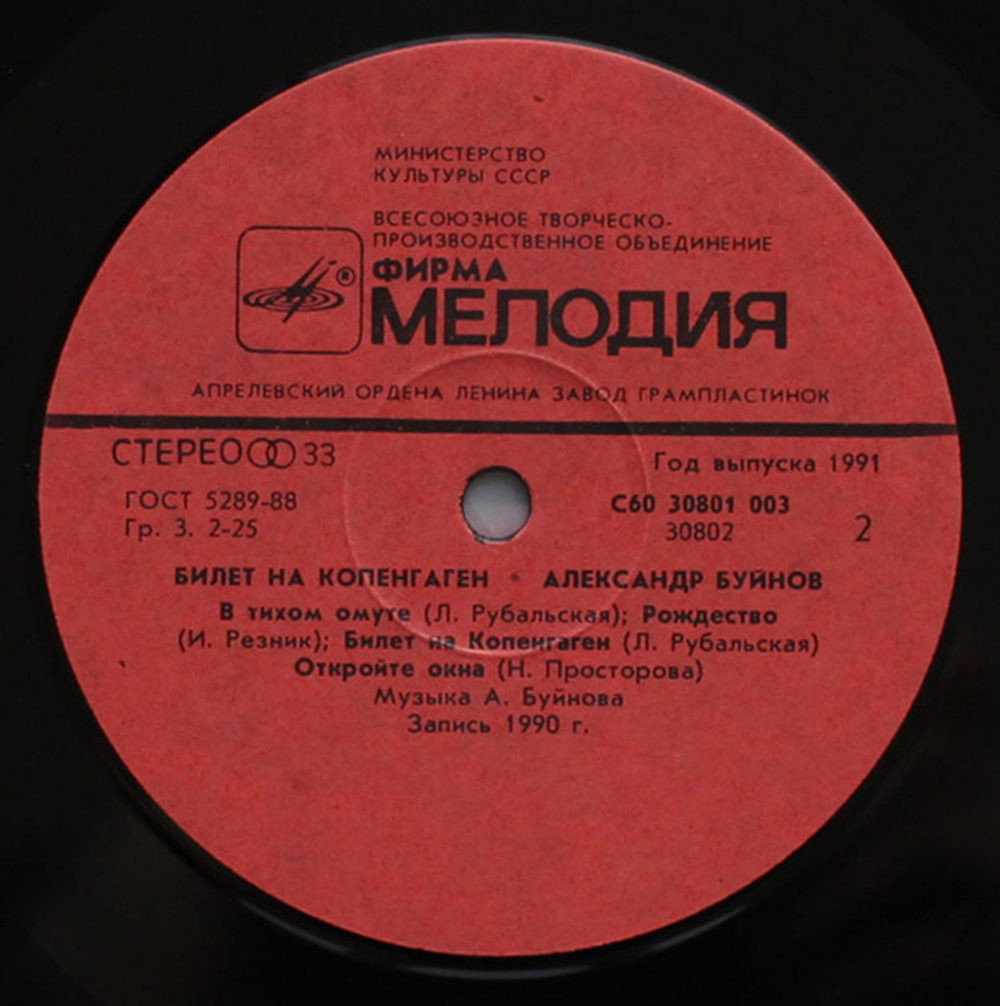 МИНИСТЕРСТВО
КУЛЬТУРЫ СССР
ВСЕСОЮЗНОЕ ТВОРЧЕСКО-
ПРОИЗВОДСТВЕННОЕ ОБЪЕДИНЕНИЕ
ФИРМА
®
МЕЛОДИЯ
АПРЕЛЕВСКИЙ ОРДЕНА ЛЕНИНА ЗАВОД ГРАМПЛАСТИНОК
СТЕРЕО 33
Год выпуска 1991
ГОСТ 5289-88
С60 30801 003
Гр. 3. 2-25
30802
2
БИЛЕТ НА КОПЕНГАГЕН * АЛЕКСАНДР БУЙНОВ
В тихом омуте (Л. Рубальская); Рождество
(И. Резник); Билет на Копенгаген (Л. Рубальская)
Откройте окна (Н. Просторова)
Музыка А. Буйнова
Запись 1990 г.